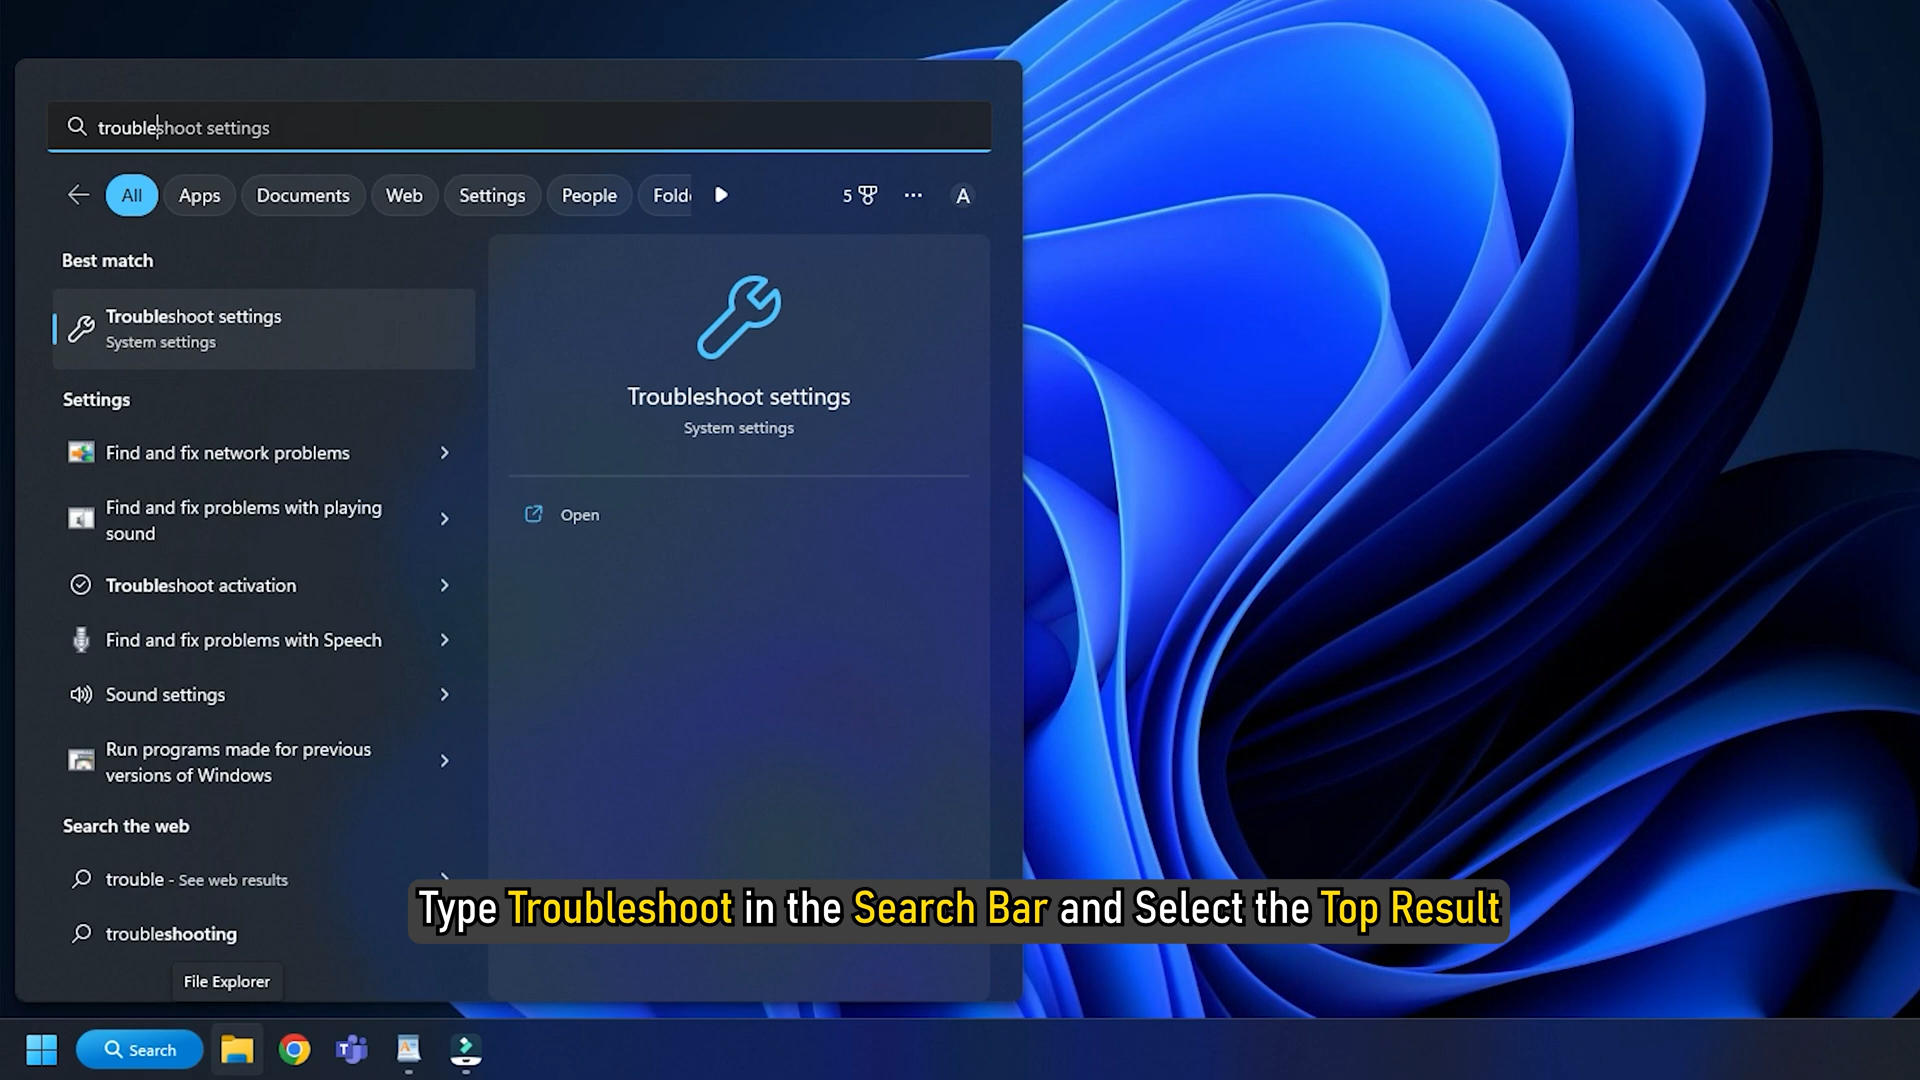 troubleshoot settings
All
Apps
Documents
Web
Settings
People
Folde
5
A
Best match
Troubleshoot settings
System settings
Settings
Find and fix network problems
Find and fix problems with playing
sound
Troubleshoot activation
Find and fix problems with Speech
Sound settings
Run programs made for previous
versions of Windows
Search the web
trouble - See web results
troubleshooting
File Explorer
Troubleshoot settings
System settings
Open
Type Troubleshoot in the Search Bar and Select the Top Result
Search